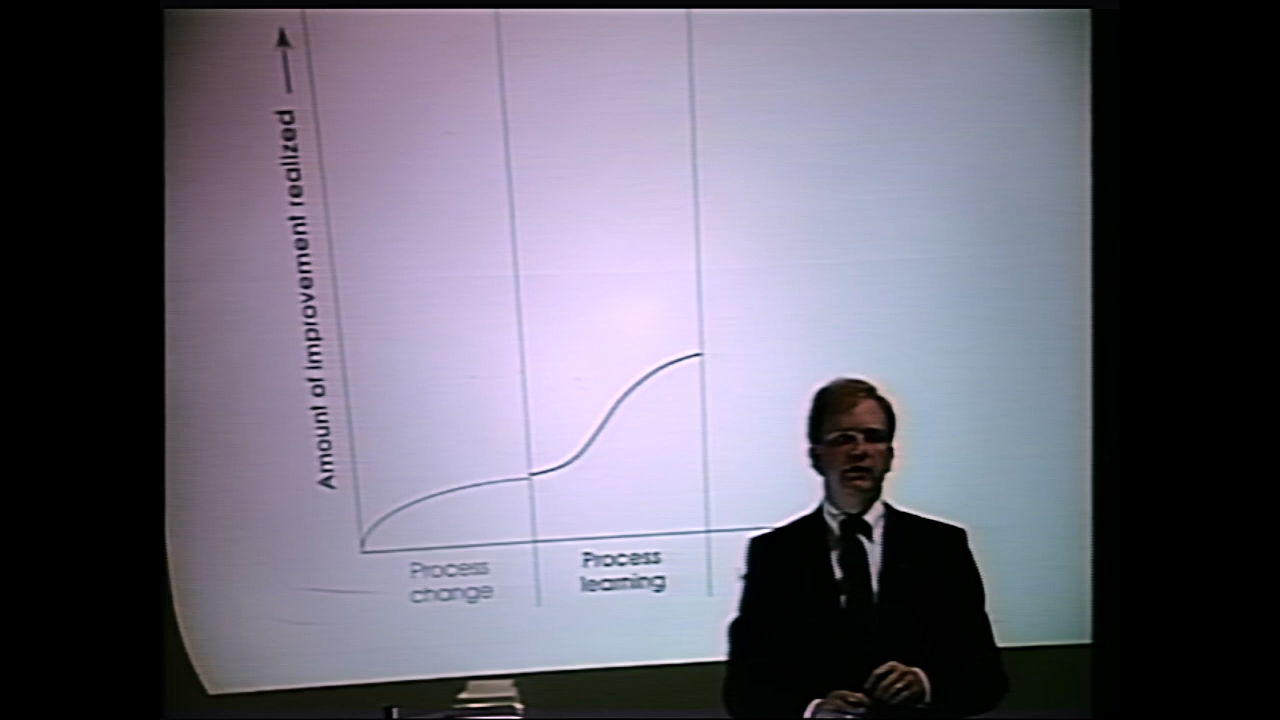 Amount of improvement realized
Process
change
Process
learning